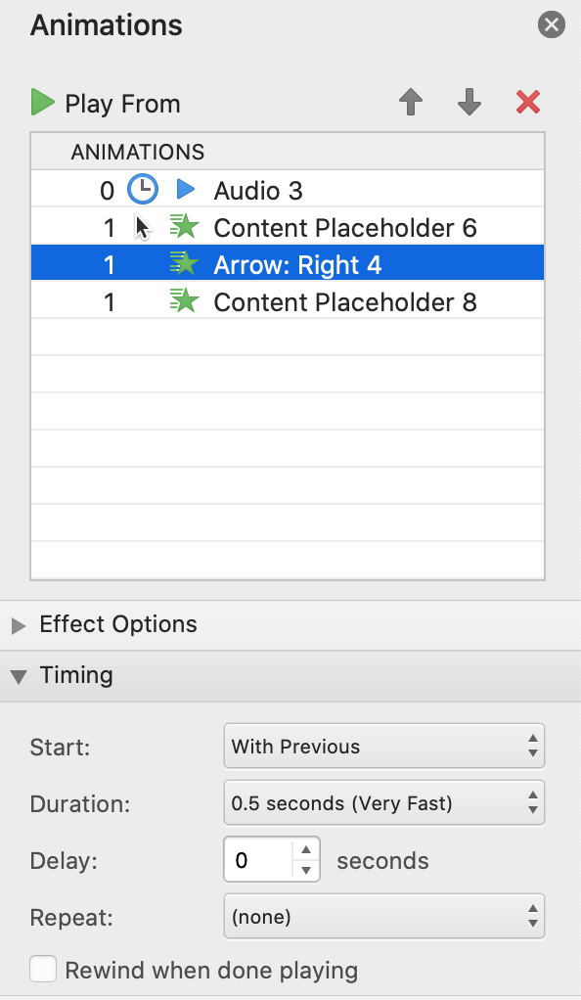 Animations
Play From
ANIMATIONS
0 Audio 3
1 Content Placeholder 6
1 Arrow: Right 4
1 Content Placeholder 8
Effect Options
Timing
Start: With Previous
Duration: 0.5 seconds (Very Fast)
Delay: 0 seconds
Repeat: (none)
Rewind when done playing